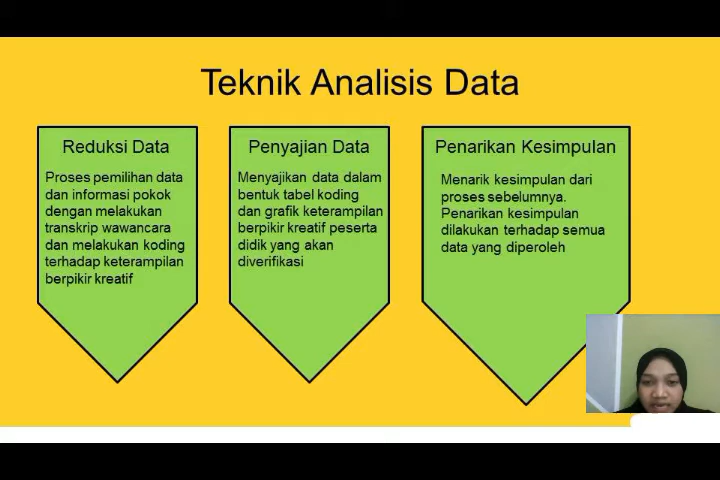 Teknik Analisis Data
Reduksi Data
Proses pemilihan data
dan informasi pokok
dengan melakukan
transkrip wawancara
dan melakukan koding
terhadap keterampilan
berpikir kreatif
Penyajian Data
Menyajikan data dalam
bentuk tabel koding
dan grafik keterampilan
berpikir kreatif peserta
didik yang akan
diverifikasi
Penarikan Kesimpulan
Menarik kesimpulan dari
proses sebelumnya.
Penarikan kesimpulan
dilakukan terhadap semua
data yang diperoleh